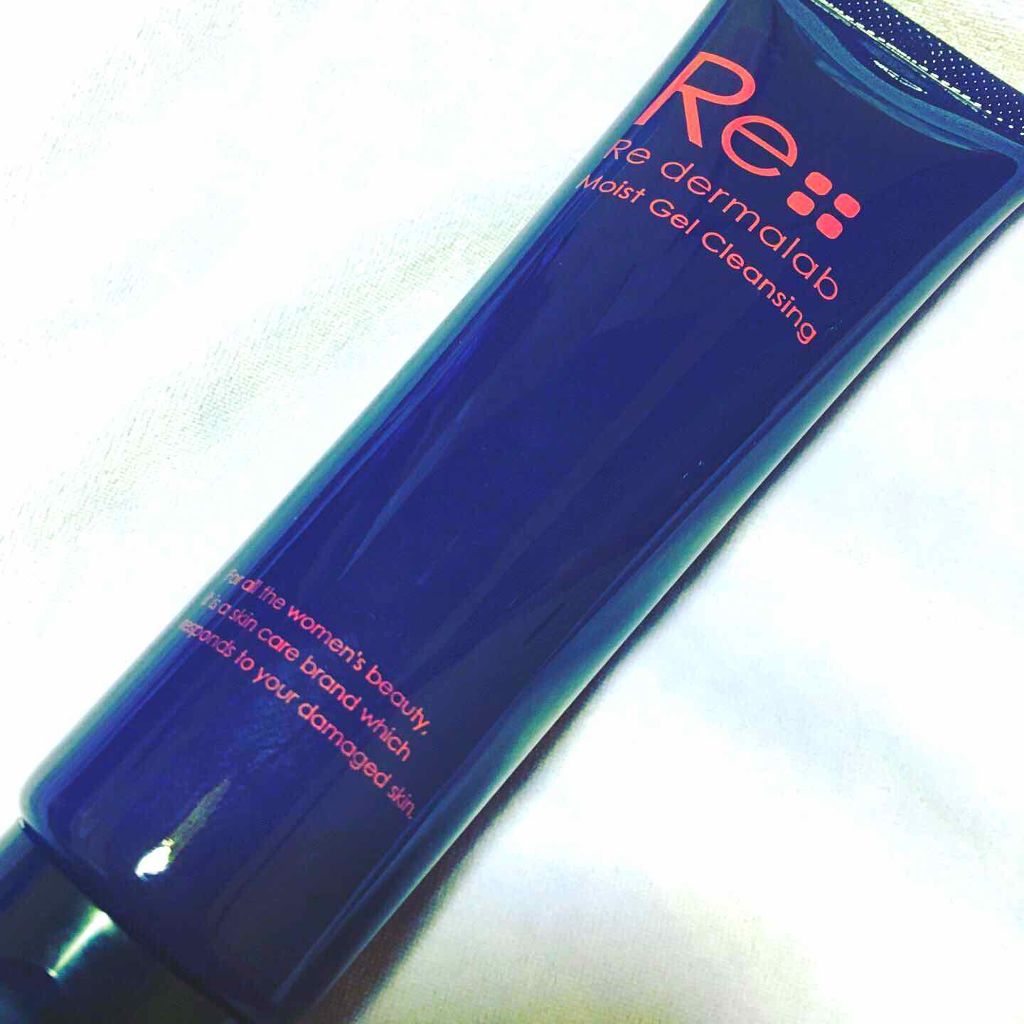 Re
Re dermalab
Moist Gel Cleansing
For all the women's beauty,
it is a skin care brand which
responds to your damaged skin.